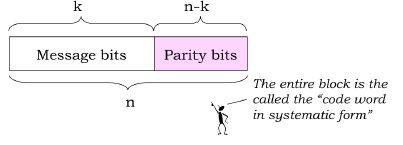 k n-k
Message bits Parity bits
n
The entire block is the
called the “code word
in systematic form”